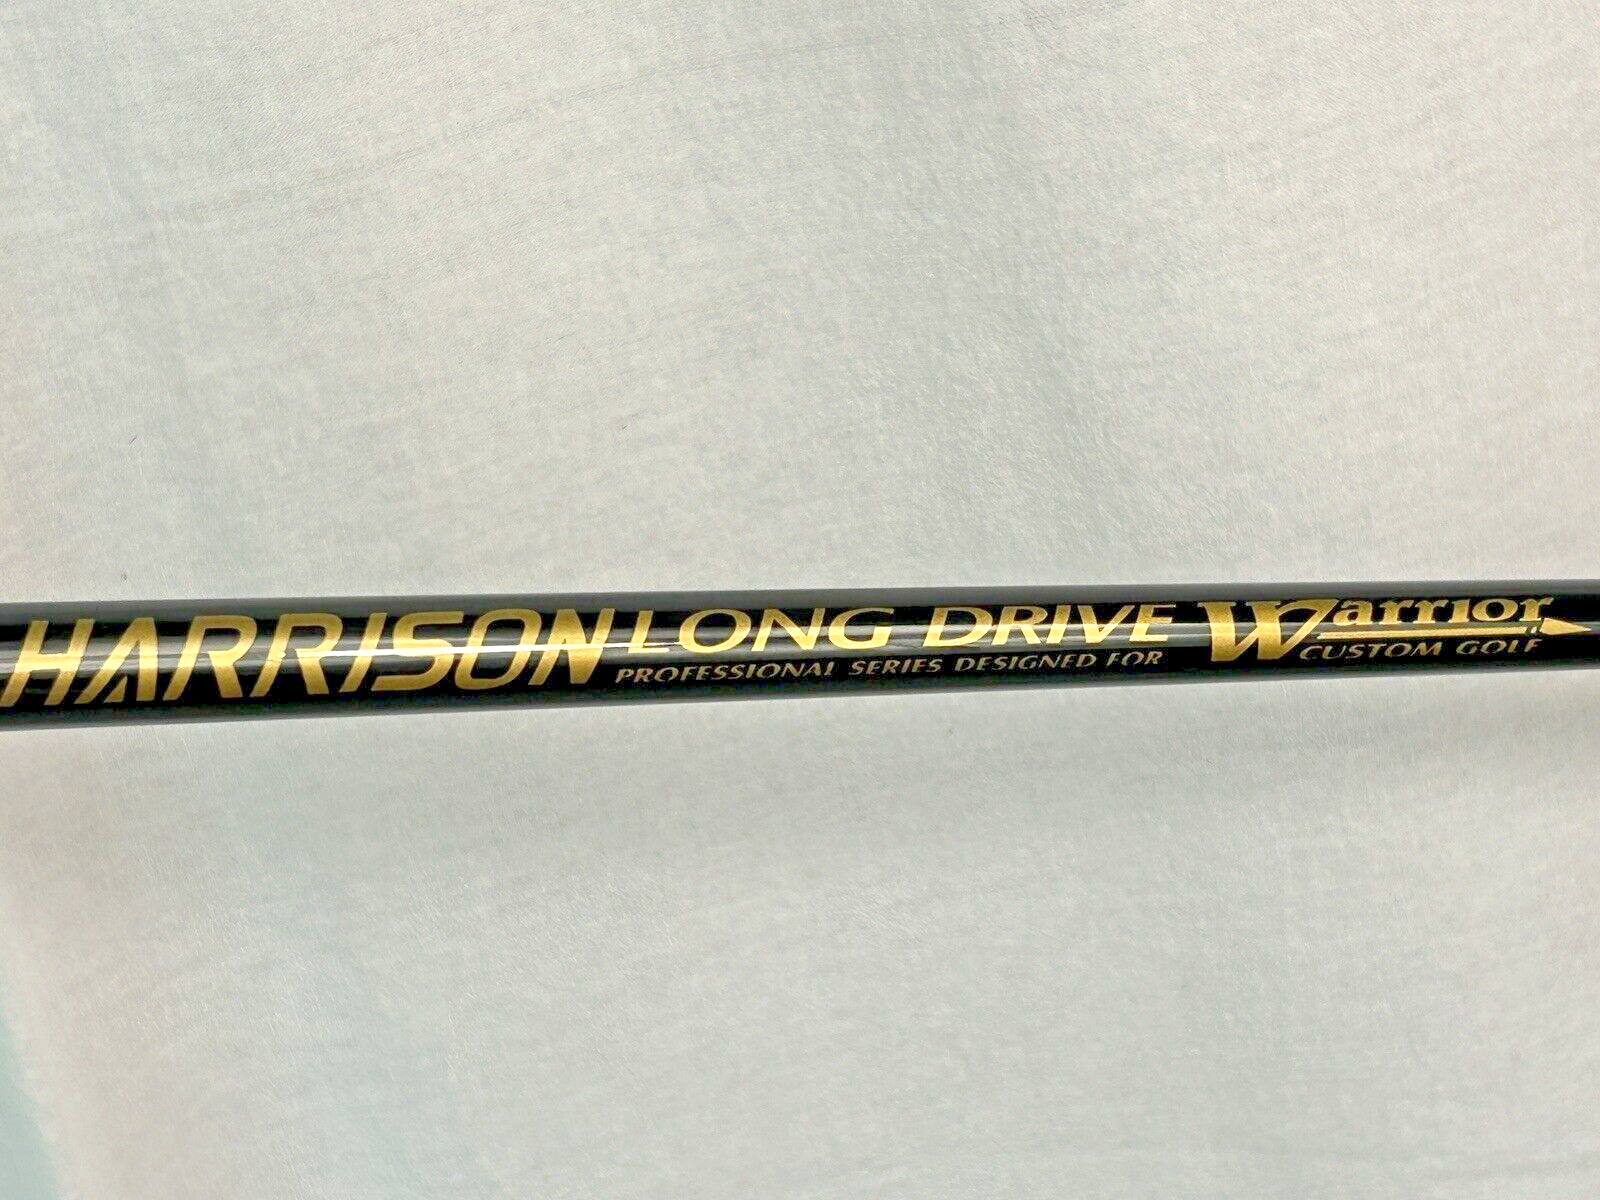 HARRISON LONG DRIVE Warrior
PROFESSIONAL SERIES DESIGNED FOR CUSTOM GOLF